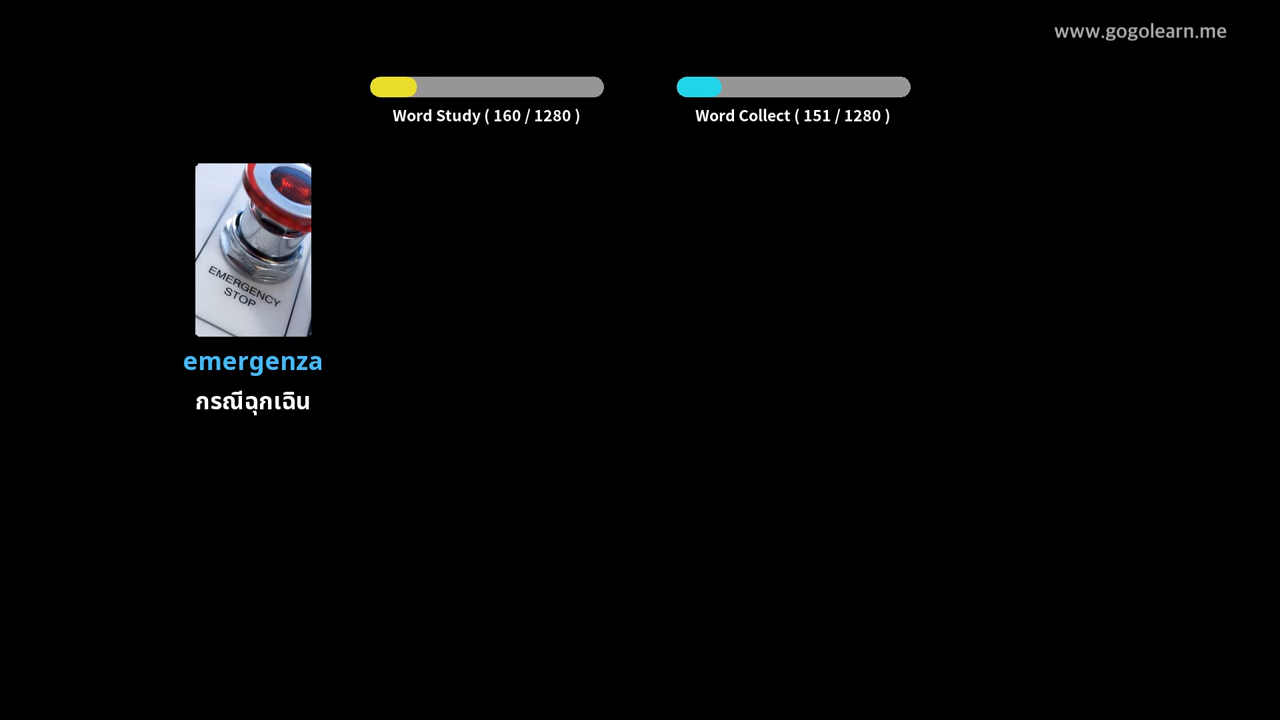 www.gogolearn.me
Word Study ( 160 / 1280 )
Word Collect ( 151 / 1280 )
EMERGENCY
STOP
emergenza
กรณีฉุกเฉิน